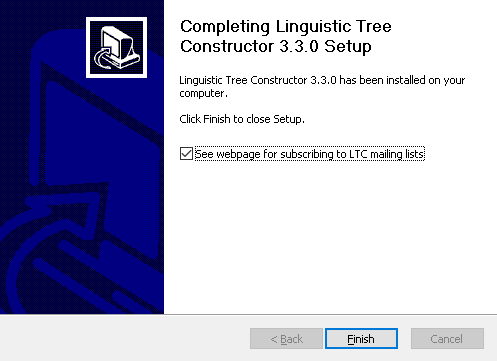 Completing Linguistic Tree
Constructor 3.3.0 Setup
Linguistic Tree Constructor 3.3.0 has been installed on your
computer.
Click Finish to close Setup.
See webpage for subscribing to LTC mailing lists
< Back
Finish
Cancel